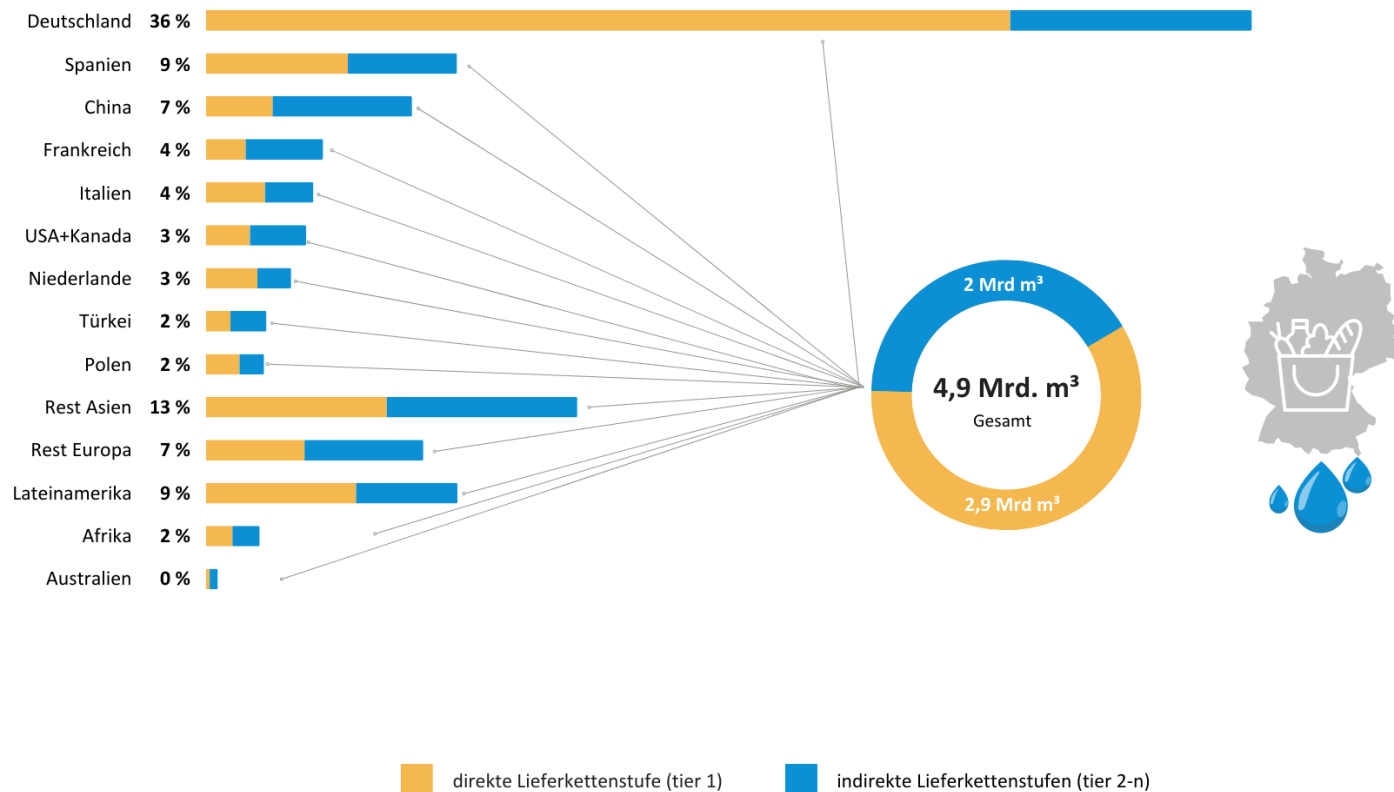 Deutschland 36 %
Spanien 9 %
China 7 %
Frankreich 4 %
Italien 4 %
USA+Kanada 3 %
Niederlande 3 %
Türkei 2 %
Polen 2 %
Rest Asien 13 %
Rest Europa 7 %
Lateinamerika 9 %
Afrika 2 %
Australien 0 %
2 Mrd m³
4,9 Mrd. m³
Gesamt
2,9 Mrd m³
direkte Lieferkettenstufe (tier 1)
indirekte Lieferkettenstufen (tier 2-n)